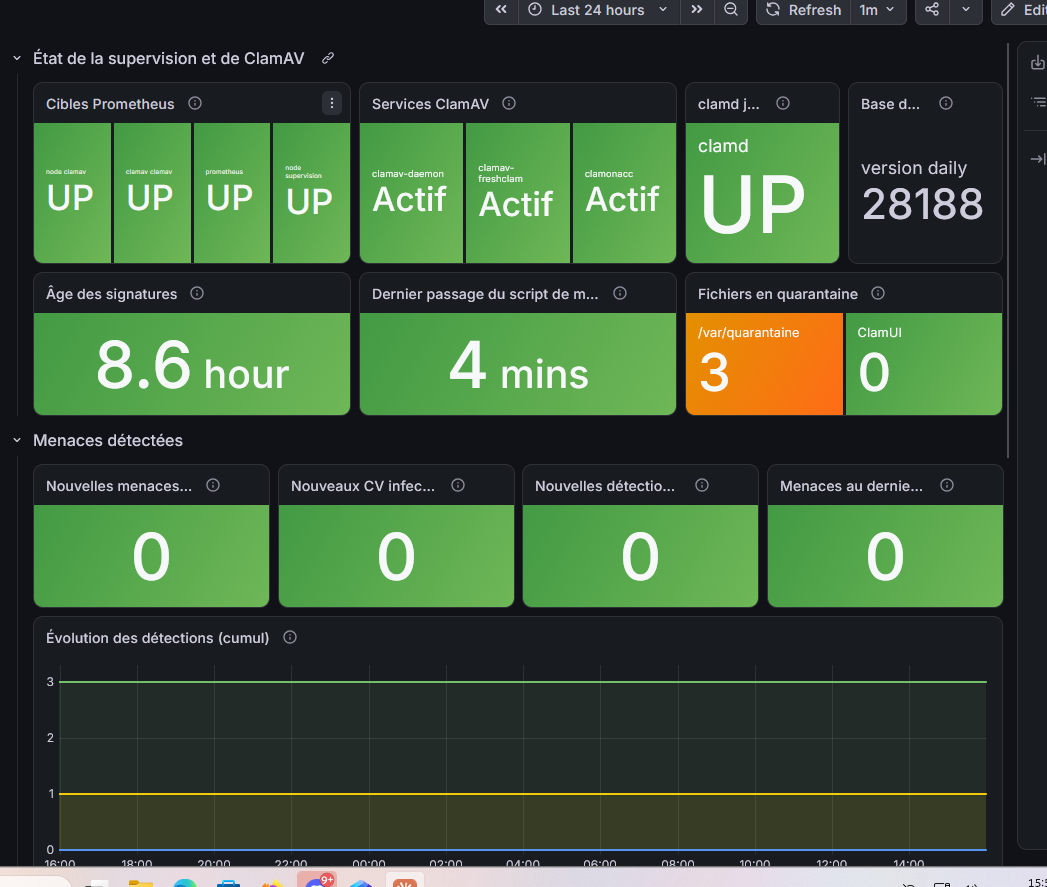 Last 24 hours
Refresh
1m
Edit
État de la supervision et de ClamAV
Cibles Prometheus
Services ClamAV
clamd j...
Base d...
node clamav
UP
clamav clamav
UP
prometheus
UP
node
supervision
UP
clamav-daemon
Actif
clamav-
freshclam
Actif
clamonacc
Actif
clamd
UP
version daily
28188
Âge des signatures
Dernier passage du script de m...
Fichiers en quarantaine
8.6 hour
4 mins
/var/quarantaine
3
ClamUI
0
Menaces détectées
Nouvelles menaces...
Nouveaux CV infec...
Nouvelles détectio...
Menaces au dernie...
0
0
0
0
Évolution des détections (cumul)
3
2
1
0
16:00 18:00 20:00 22:00 00:00 02:00 04:00 06:00 08:00 10:00 12:00 14:00
9+